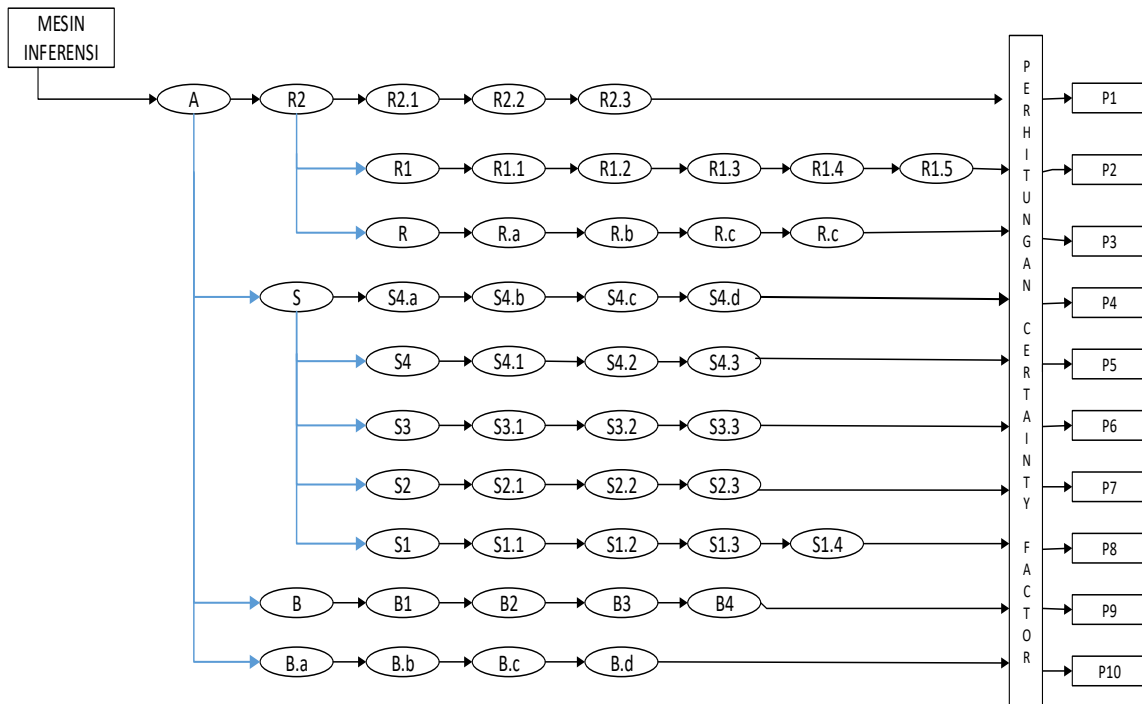 MESIN
INFERENSI
A R2 R2.1 R2.2 R2.3
R1 R1.1 R1.2 R1.3 R1.4 R1.5
R R.a R.b R.c R.c
S S4.a S4.b S4.c S4.d
S4 S4.1 S4.2 S4.3
S3 S3.1 S3.2 S3.3
S2 S2.1 S2.2 S2.3
S1 S1.1 S1.2 S1.3 S1.4
B B1 B2 B3 B4
B.a B.b B.c B.d
PERHITUNGAN CERTAINTY FACTOR
P1
P2
P3
P4
P5
P6
P7
P8
P9
P10